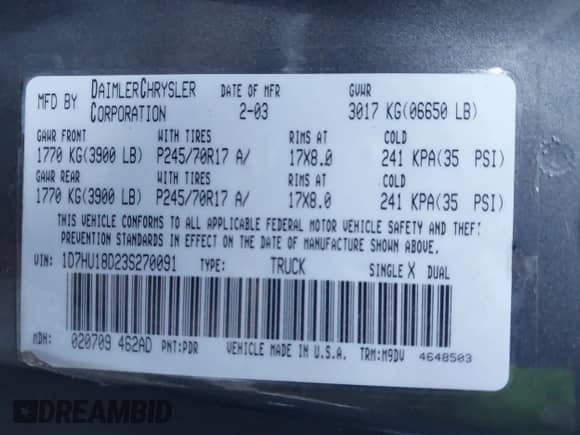 MFD BY DAIMLERCHRYSLER CORPORATION DATE OF MFR 2-03 GVWR 3017 KG(06650 LB)
GAWR FRONT WITH TIRES RIMS AT COLD
1770 KG(3900 LB) P245/70R17 A/ 17X8.0 241 KPA(35 PSI)
GAWR REAR WITH TIRES RIMS AT COLD
1770 KG(3900 LB) P245/70R17 A/ 17X8.0 241 KPA(35 PSI)
THIS VEHICLE CONFORMS TO ALL APPLICABLE FEDERAL MOTOR VEHICLE SAFETY AND THEFT
PREVENTION STANDARDS IN EFFECT ON THE DATE OF MANUFACTURE SHOWN ABOVE.
VIN: 1D7HU18D23S270091 TYPE: TRUCK SINGLE X DUAL
MDH: 020709 462AD PNT:PDR VEHICLE MADE IN U.S.A. TRM:M9DV 4648503
DREAMBID